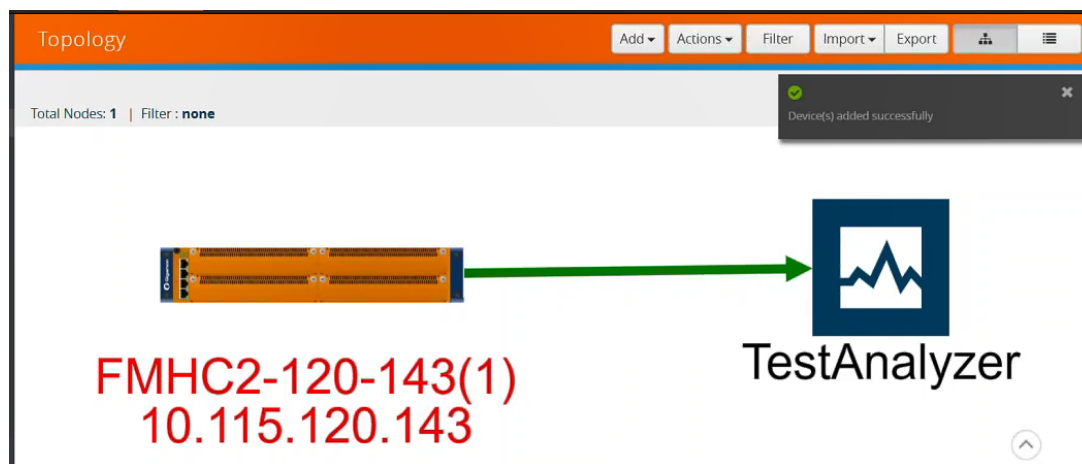 Topology
Add
Actions
Filter
Import
Export
Device(s) added successfully
Total Nodes: 1 | Filter : none
FMHC2-120-143(1)
10.115.120.143
TestAnalyzer